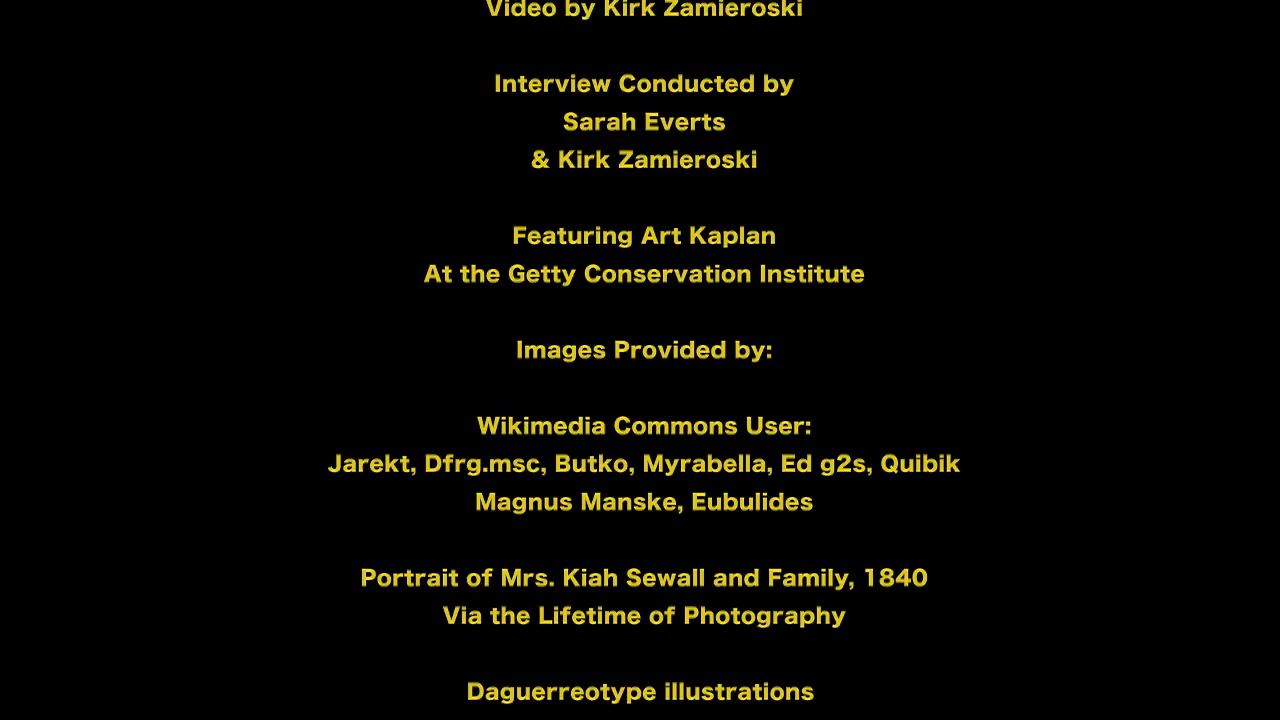 Video by Kirk Zamieroski
Interview Conducted by
Sarah Everts
& Kirk Zamieroski
Featuring Art Kaplan
At the Getty Conservation Institute
Images Provided by:
Wikimedia Commons User:
Jarekt, Dfrg.msc, Butko, Myrabella, Ed g2s, Quibik
Magnus Manske, Eubulides
Portrait of Mrs. Kiah Sewall and Family, 1840
Via the Lifetime of Photography
Daguerreotype illustrations